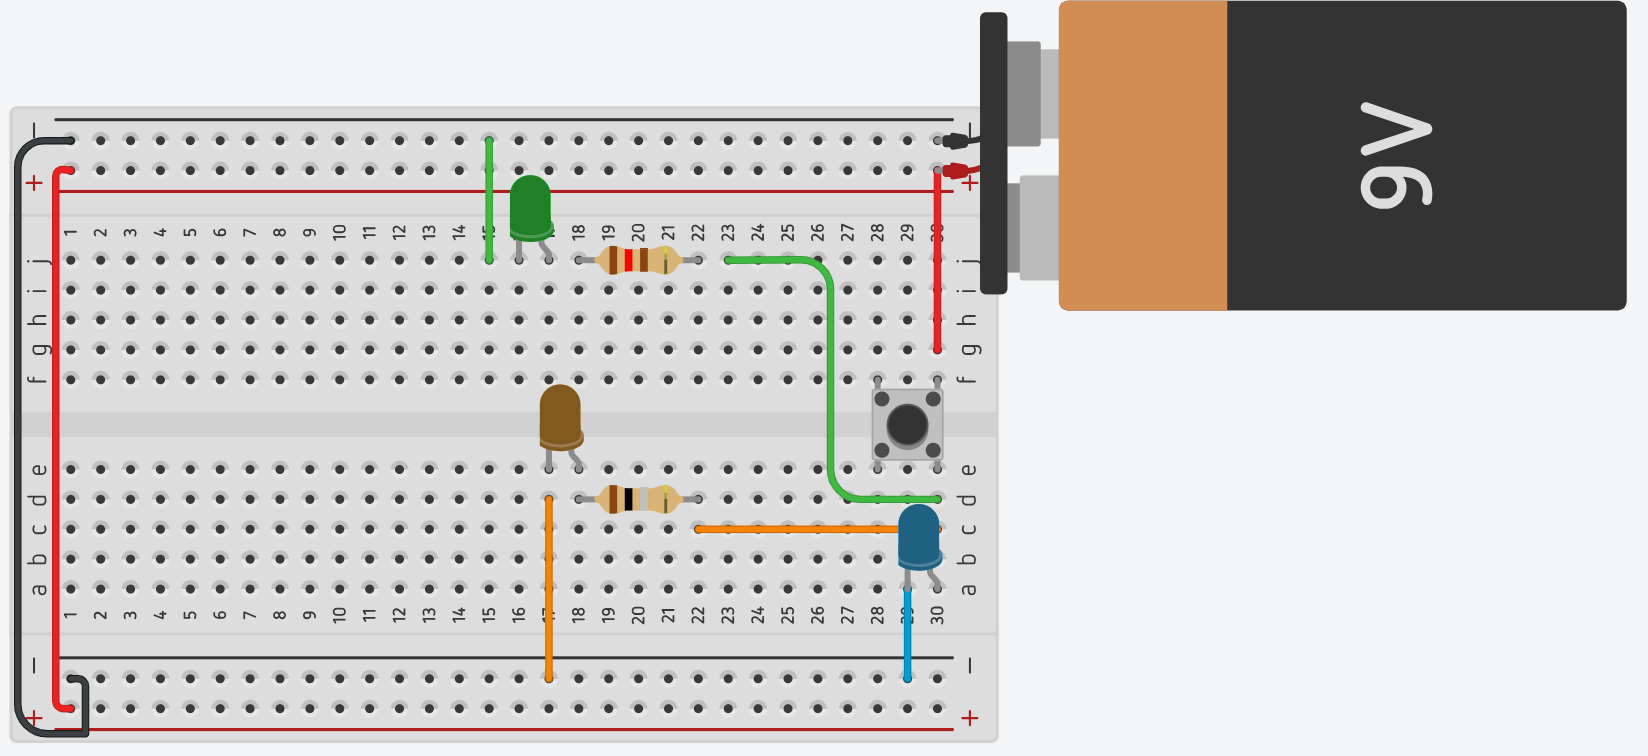 9V
− −
+ +
1 2 3 4 5 6 7 8 9 10 11 12 13 14 15 18 19 20 21 22 23 24 25 26 27 28 29 30
j j
i i
h h
g g
f f
e e
d d
c c
b b
a a
1 2 3 4 5 6 7 8 9 10 11 12 13 14 15 16 17 18 19 20 21 22 23 24 25 26 27 28 29 30
− −
+ +